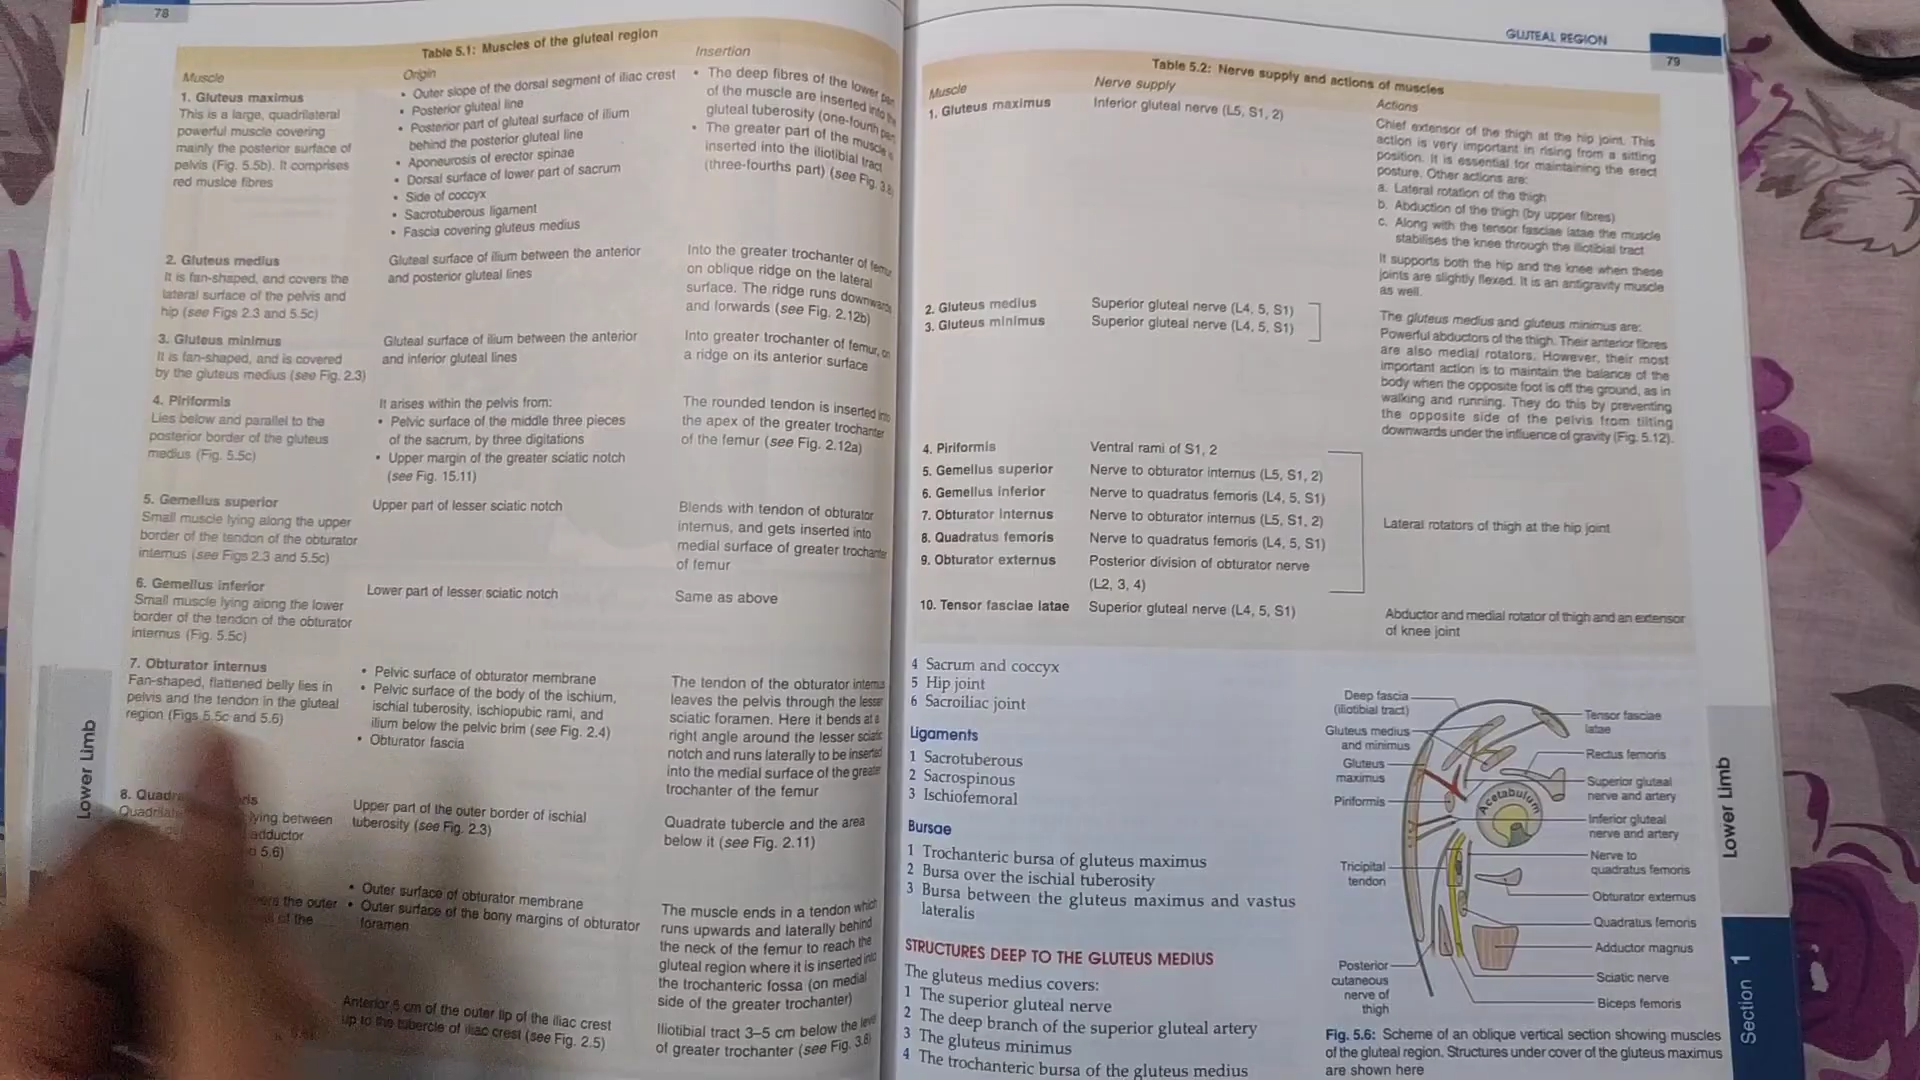 78
Table 5.1: Muscles of the gluteal region
Muscle
Origin
Insertion
1. Gluteus maximus
This is a large, quadrilateral
powerful muscle covering
mainly the posterior surface of
pelvis (Fig. 5.5b). It comprises
red muslce fibres
• Outer slope of the dorsal segment of iliac crest
• Posterior gluteal line
• Posterior part of gluteal surface of ilium
behind the posterior gluteal line
• Aponeurosis of erector spinae
• Dorsal surface of lower part of sacrum
• Side of coccyx
• Sacrotuberous ligament
• Fascia covering gluteus medius
• The deep fibres of the lower part
of the muscle are inserted into the
gluteal tuberosity (one-fourth part)
• The greater part of the muscle is
inserted into the iliotibial tract
(three-fourths part) (see Fig. 3.8)
2. Gluteus medius
It is fan-shaped, and covers the
lateral surface of the pelvis and
hip (see Figs 2.3 and 5.5c)
Gluteal surface of ilium between the anterior
and posterior gluteal lines
Into the greater trochanter of femur
on oblique ridge on the lateral
surface. The ridge runs downwards
and forwards (see Fig. 2.12b)
3. Gluteus minimus
It is fan-shaped, and is covered
by the gluteus medius (see Fig. 2.3)
Gluteal surface of ilium between the anterior
and inferior gluteal lines
Into greater trochanter of femur, on
a ridge on its anterior surface
4. Piriformis
Lies below and parallel to the
posterior border of the gluteus
medius (Fig. 5.5c)
It arises within the pelvis from:
• Pelvic surface of the middle three pieces
of the sacrum, by three digitations
• Upper margin of the greater sciatic notch
(see Fig. 15.11)
The rounded tendon is inserted into
the apex of the greater trochanter
of the femur (see Fig. 2.12a)
5. Gemellus superior
Small muscle lying along the upper
border of the tendon of the obturator
internus (see Figs 2.3 and 5.5c)
Upper part of lesser sciatic notch
Blends with tendon of obturator
internus, and gets inserted into
medial surface of greater trochanter
of femur
6. Gemellus inferior
Small muscle lying along the lower
border of the tendon of the obturator
internus (Fig. 5.5c)
Lower part of lesser sciatic notch
Same as above
7. Obturator internus
Fan-shaped, flattened belly lies in
pelvis and the tendon in the gluteal
region (Figs 5.5c and 5.6)
• Pelvic surface of obturator membrane
• Pelvic surface of the body of the ischium,
ischial tuberosity, ischiopubic rami, and
ilium below the pelvic brim (see Fig. 2.4)
• Obturator fascia
The tendon of the obturator internus
leaves the pelvis through the lesser
sciatic foramen. Here it bends at a
right angle around the lesser sciatic
notch and runs laterally to be inserted
into the medial surface of the greater
trochanter of the femur
8.
lying between
adductor
5.6)
Upper part of the outer border of ischial
tuberosity (see Fig. 2.3)
Quadrate tubercle and the area
below it (see Fig. 2.11)
the outer
of the
• Outer surface of obturator membrane
• Outer surface of the bony margins of obturator
foramen
The muscle ends in a tendon which
runs upwards and laterally behind
the neck of the femur to reach the
gluteal region where it is inserted into
the trochanteric fossa (on medial
side of the greater trochanter)
Anterior 5 cm of the outer lip of the iliac crest
up to the tubercle of iliac crest (see Fig. 2.5)
Iliotibial tract 3–5 cm below the level
of greater trochanter (see Fig. 3.8)
Lower Limb
GLUTEAL REGION
79
Table 5.2: Nerve supply and actions of muscles
Muscle
Nerve supply
Actions
1. Gluteus maximus
Inferior gluteal nerve (L5, S1, 2)
Chief extensor of the thigh at the hip joint. This
action is very important in rising from a sitting
position. It is essential for maintaining the erect
posture. Other actions are:
a. Lateral rotation of the thigh
b. Abduction of the thigh (by upper fibres)
c. Along with the tensor fasciae latae the muscle
stabilises the knee through the iliotibial tract
It supports both the hip and the knee when these
joints are slightly flexed. It is an antigravity muscle
as well.
2. Gluteus medius
Superior gluteal nerve (L4, 5, S1)
3. Gluteus minimus
Superior gluteal nerve (L4, 5, S1)
The gluteus medius and gluteus minimus are:
Powerful abductors of the thigh. Their anterior fibres
are also medial rotators. However, their most
important action is to maintain the balance of the
body when the opposite foot is off the ground, as in
walking and running. They do this by preventing
the opposite side of the pelvis from tilting
downwards under the influence of gravity (Fig. 5.12).
4. Piriformis
Ventral rami of S1, 2
5. Gemellus superior
Nerve to obturator internus (L5, S1, 2)
6. Gemellus inferior
Nerve to quadratus femoris (L4, 5, S1)
7. Obturator internus
Nerve to obturator internus (L5, S1, 2)
8. Quadratus femoris
Nerve to quadratus femoris (L4, 5, S1)
9. Obturator externus
Posterior division of obturator nerve
(L2, 3, 4)
Lateral rotators of thigh at the hip joint
10. Tensor fasciae latae
Superior gluteal nerve (L4, 5, S1)
Abductor and medial rotator of thigh and an extensor
of knee joint
4 Sacrum and coccyx
5 Hip joint
6 Sacroiliac joint
Ligaments
1 Sacrotuberous
2 Sacrospinous
3 Ischiofemoral
Bursae
1 Trochanteric bursa of gluteus maximus
2 Bursa over the ischial tuberosity
3 Bursa between the gluteus maximus and vastus
lateralis
STRUCTURES DEEP TO THE GLUTEUS MEDIUS
The gluteus medius covers:
1 The superior gluteal nerve
2 The deep branch of the superior gluteal artery
3 The gluteus minimus
4 The trochanteric bursa of the gluteus medius
Deep fascia
(iliotibial tract)
Gluteus medius
and minimus
Gluteus
maximus
Piriformis
Tricipital
tendon
Posterior
cutaneous
nerve of
thigh
Acetabulum
Tensor fasciae
latae
Rectus femoris
Superior gluteal
nerve and artery
Inferior gluteal
nerve and artery
Nerve to
quadratus femoris
Obturator externus
Quadratus femoris
Adductor magnus
Sciatic nerve
Biceps femoris
Fig. 5.6: Scheme of an oblique vertical section showing muscles
of the gluteal region. Structures under cover of the gluteus maximus
are shown here
Lower Limb
Section 1